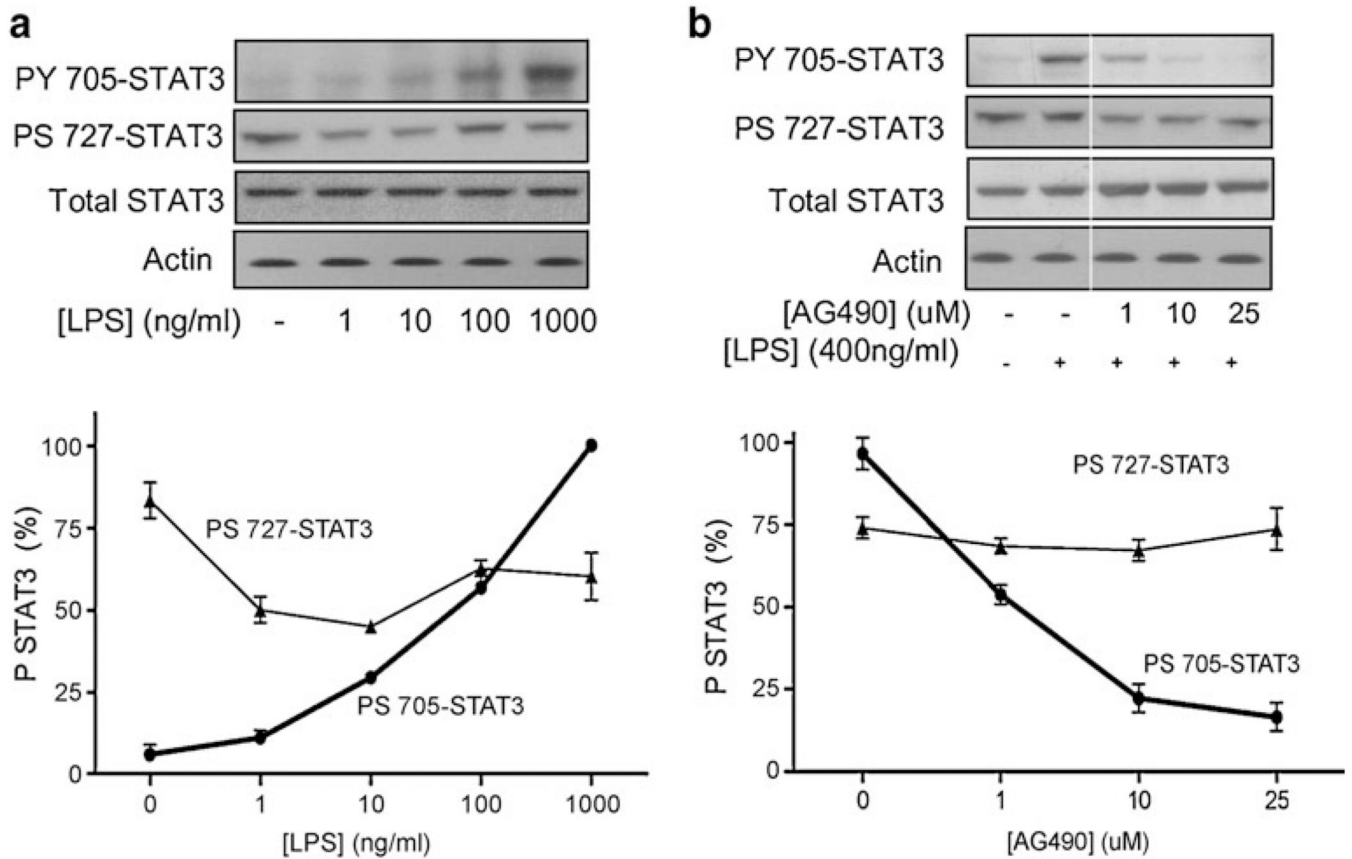 a
PY 705-STAT3
PS 727-STAT3
Total STAT3
Actin
[LPS] (ng/ml) - 1 10 100 1000
P STAT3 (%)
100
75
50
25
0
PS 727-STAT3
PS 705-STAT3
0 1 10 100 1000
[LPS] (ng/ml)
b
PY 705-STAT3
PS 727-STAT3
Total STAT3
Actin
[AG490] (uM) - - 1 10 25
[LPS] (400ng/ml) - + + + +
P STAT3 (%)
100
75
50
25
0
PS 727-STAT3
PS 705-STAT3
0 1 10 25
[AG490] (uM)